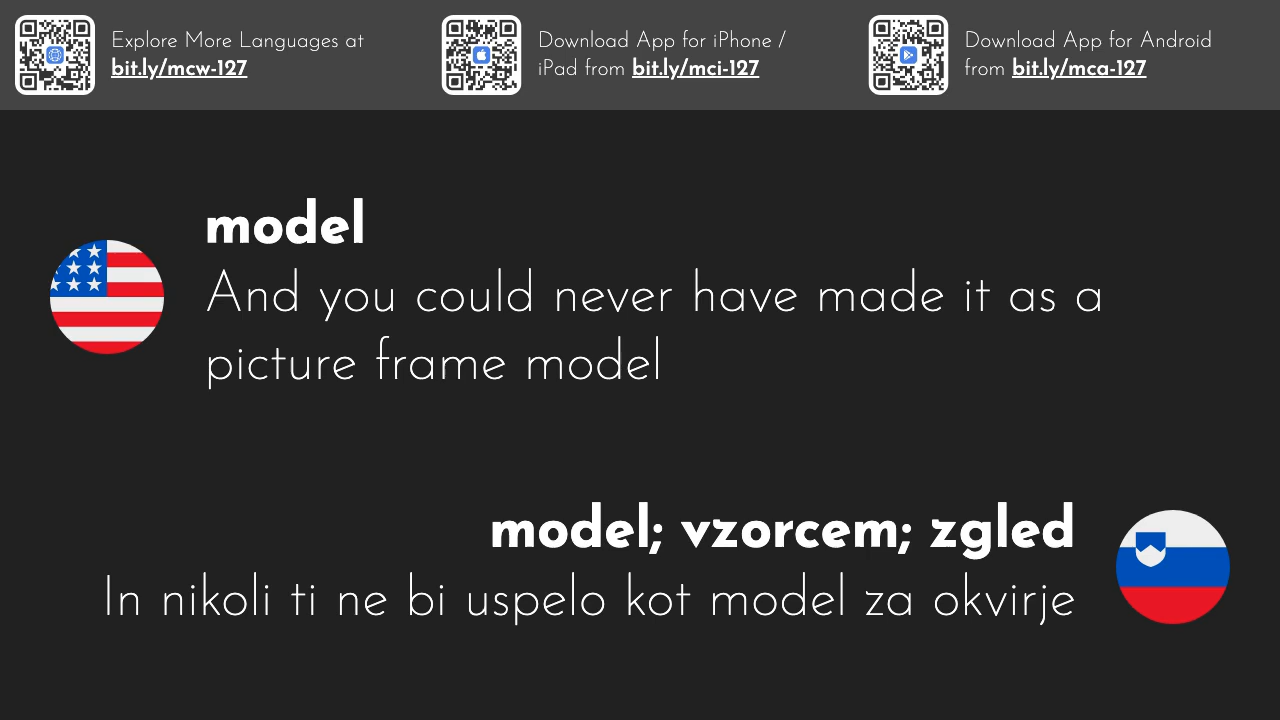 Explore More Languages at
bit.ly/mcw-127
Download App for iPhone /
iPad from bit.ly/mci-127
Download App for Android
from bit.ly/mca-127
model
And you could never have made it as a
picture frame model
model; vzorcem; zgled
In nikoli ti ne bi uspelo kot model za okvirje